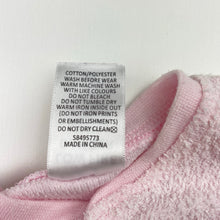 COTTON/POLYESTER
WASH BEFORE WEAR
WARM MACHINE WASH
WITH LIKE COLOURS
DO NOT BLEACH
DO NOT TUMBLE DRY
WARM IRON INSIDE OUT
(DO NOT IRON PRINTS
OR EMBELLISHMENTS)
DO NOT DRY CLEAN
58495773
MADE IN CHINA